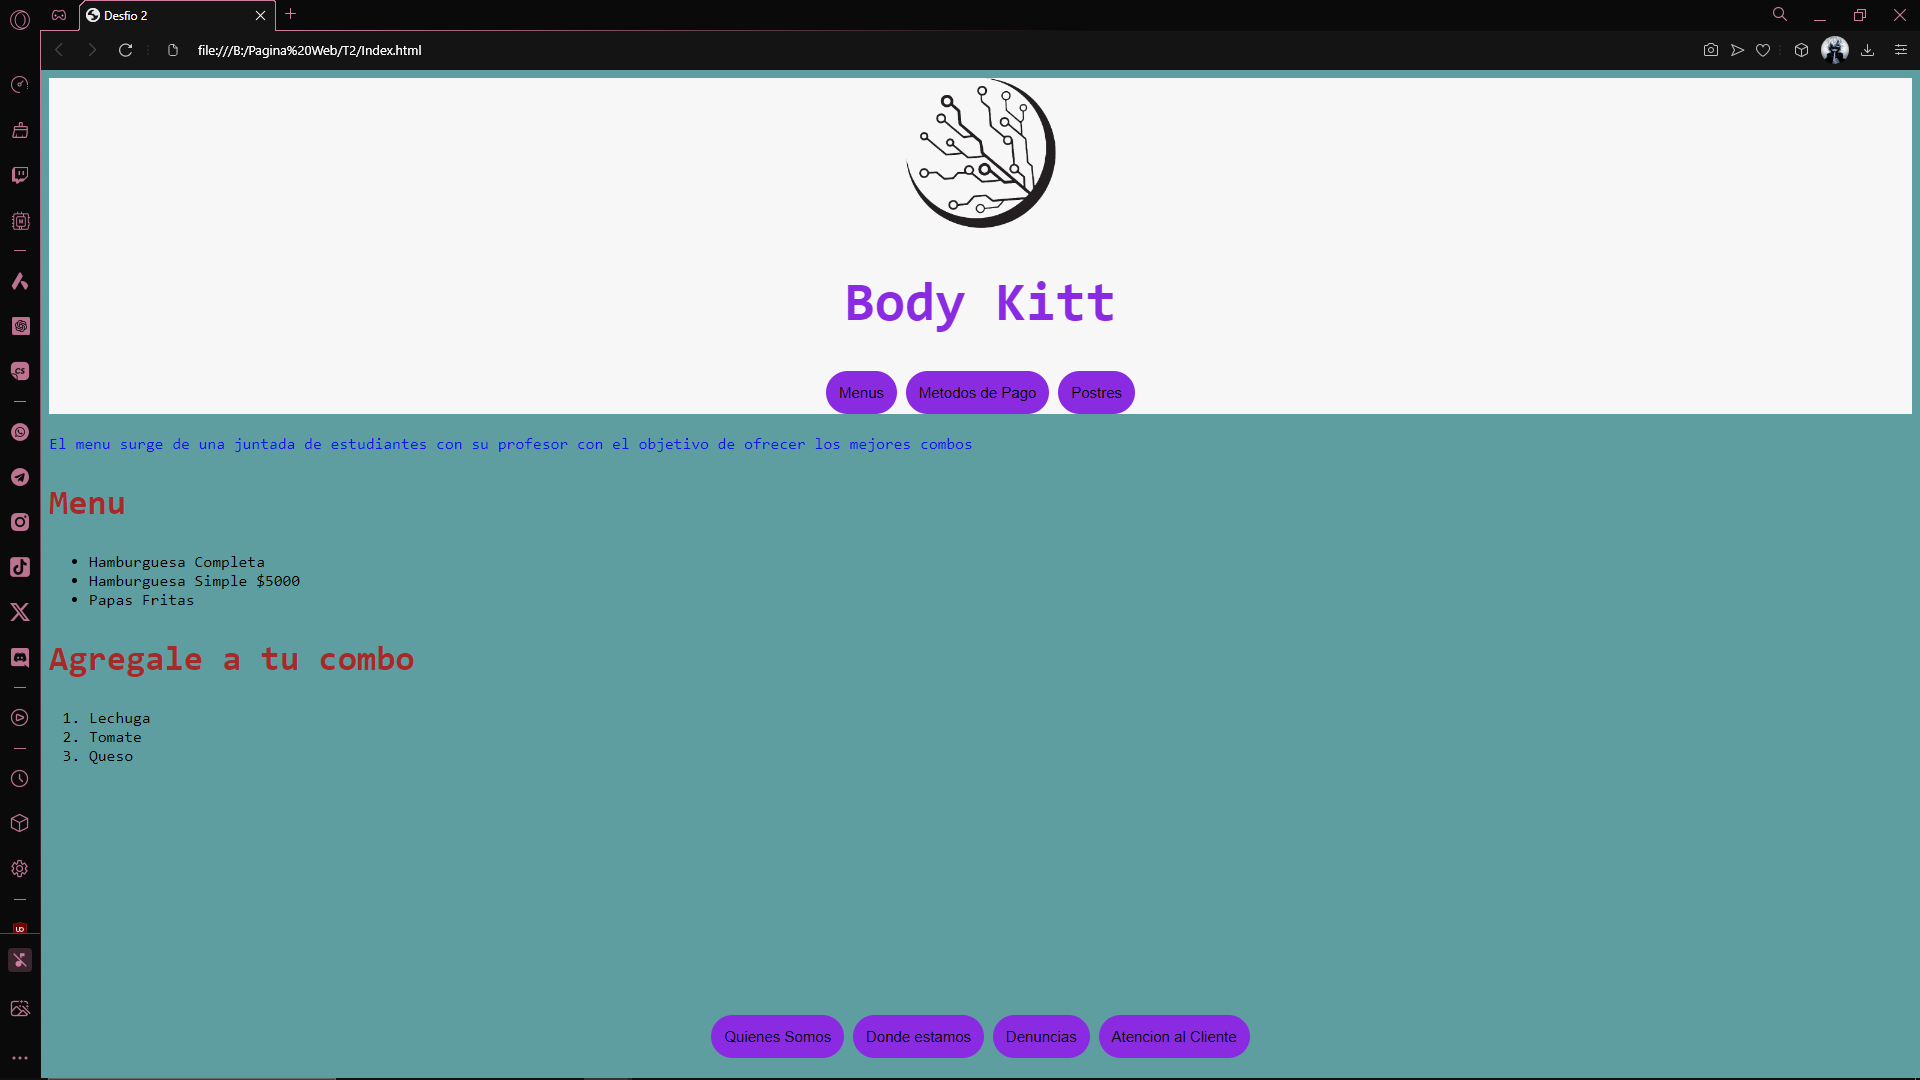 Desfio 2
file:///B:/Pagina%20Web/T2/Index.html
Body Kitt
Menus Metodos de Pago Postres
El menu surge de una juntada de estudiantes con su profesor con el objetivo de ofrecer los mejores combos
Menu
• Hamburguesa Completa
• Hamburguesa Simple $5000
• Papas Fritas
Agregale a tu combo
1. Lechuga
2. Tomate
3. Queso
Quienes Somos Donde estamos Denuncias Atencion al Cliente